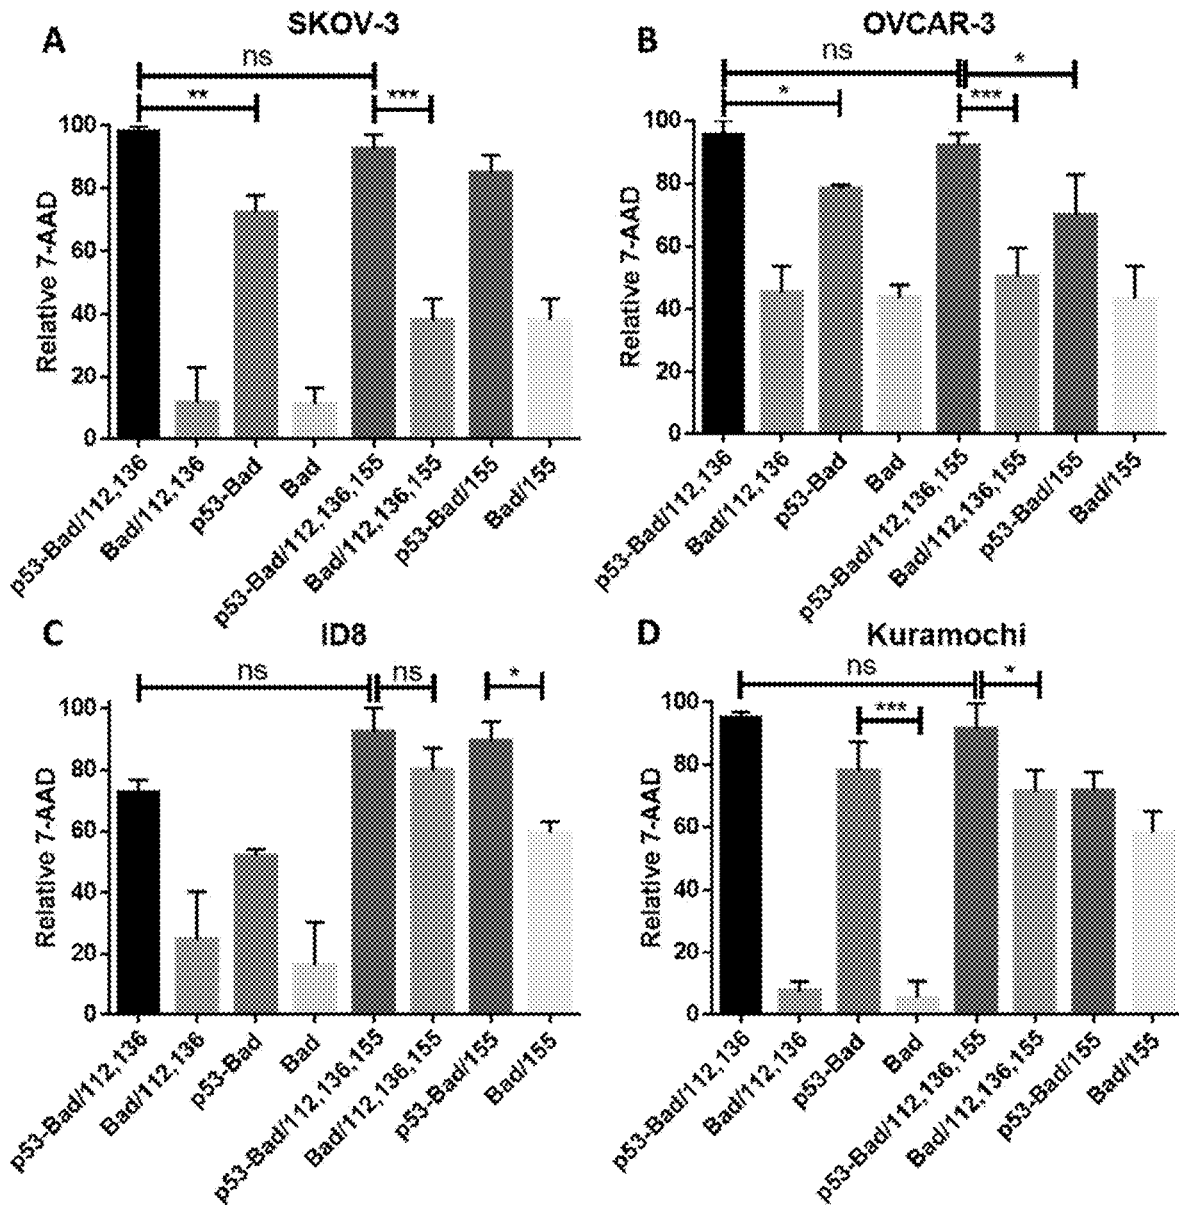 A
SKOV-3
ns
**
***
Relative 7-AAD
100
80
60
40
20
0
p53-Bad/112,136
Bad/112,136
p53-Bad
Bad
p53-Bad/112,136,155
Bad/112,136,155
p53-Bad/155
Bad/155
B
OVCAR-3
ns
*
*
***
Relative 7-AAD
100
80
60
40
20
0
p53-Bad/112,136
Bad/112,136
p53-Bad
Bad
p53-Bad/112,136,155
Bad/112,136,155
p53-Bad/155
Bad/155
C
ID8
ns
ns
*
Relative 7-AAD
100
80
60
40
20
0
p53-Bad/112,136
Bad/112,136
p53-Bad
Bad
p53-Bad/112,136,155
Bad/112,136,155
p53-Bad/155
Bad/155
D
Kuramochi
ns
*
***
Relative 7-AAD
100
80
60
40
20
0
p53-Bad/112,136
Bad/112,136
p53-Bad
Bad
p53-Bad/112,136,155
Bad/112,136,155
p53-Bad/155
Bad/155